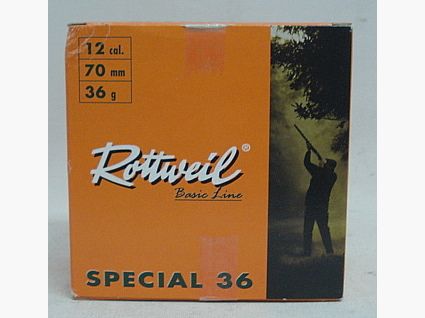 12 cal.
70 mm
36 g
Rottweil®
Basic Line
SPECIAL 36